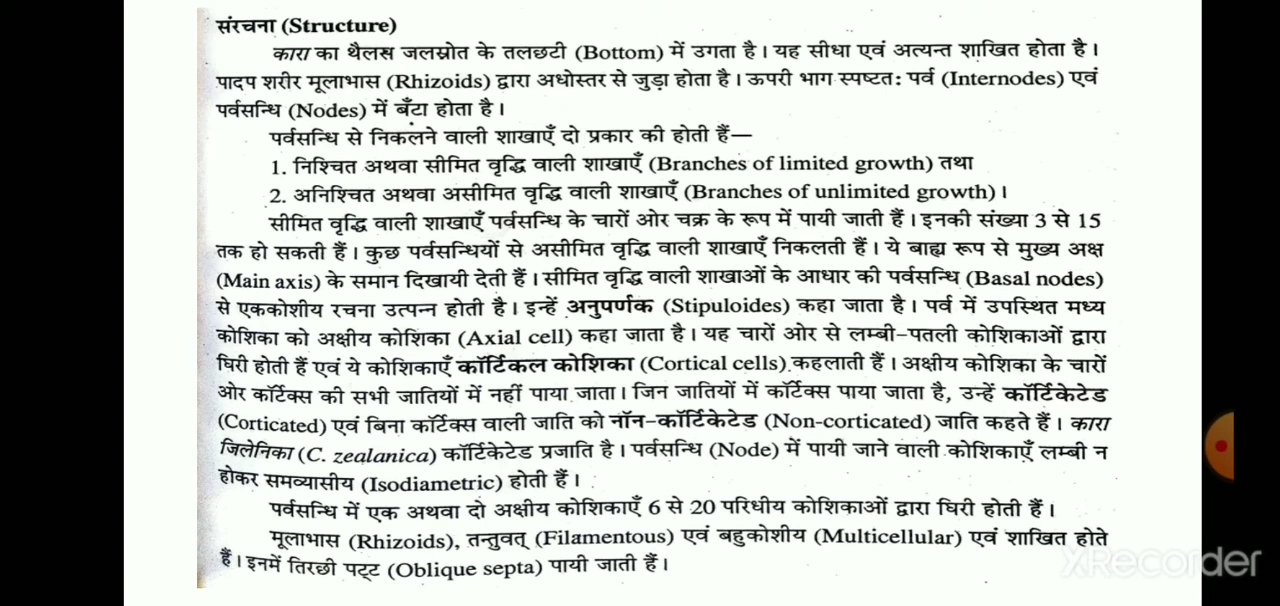 संरचना (Structure)
कारा का थैलस जलस्रोत के तलछटी (Bottom) में उगता है। यह सीधा एवं अत्यन्त शाखित होता है।
पादप शरीर मूलाभास (Rhizoids) द्वारा अधोस्तर से जुड़ा होता है। ऊपरी भाग स्पष्टत: पर्व (Internodes) एवं
पर्वसन्धि (Nodes) में बँटा होता है।
पर्वसन्धि से निकलने वाली शाखाएँ दो प्रकार की होती हैं—
1. निश्चित अथवा सीमित वृद्धि वाली शाखाएँ (Branches of limited growth) तथा
2. अनिश्चित अथवा असीमित वृद्धि वाली शाखाएँ (Branches of unlimited growth)।
सीमित वृद्धि वाली शाखाएँ पर्वसन्धि के चारों ओर चक्र के रूप में पायी जाती हैं। इनकी संख्या 3 से 15
तक हो सकती हैं। कुछ पर्वसन्धियों से असीमित वृद्धि वाली शाखाएँ निकलती हैं। ये बाह्य रूप से मुख्य अक्ष
(Main axis) के समान दिखायी देती हैं। सीमित वृद्धि वाली शाखाओं के आधार की पर्वसन्धि (Basal nodes)
से एककोशीय रचना उत्पन्न होती है। इन्हें अनुपर्णक (Stipuloides) कहा जाता है। पर्व में उपस्थित मध्य
कोशिका को अक्षीय कोशिका (Axial cell) कहा जाता है। यह चारों ओर से लम्बी-पतली कोशिकाओं द्वारा
घिरी होती हैं एवं ये कोशिकाएँ कॉर्टिकल कोशिका (Cortical cells) कहलाती हैं। अक्षीय कोशिका के चारों
ओर कॉर्टेक्स की सभी जातियों में नहीं पाया जाता। जिन जातियों में कॉर्टेक्स पाया जाता है, उन्हें कॉर्टिकेटेड
(Corticated) एवं बिना कॉर्टेक्स वाली जाति को नॉन-कॉर्टिकेटेड (Non-corticated) जाति कहते हैं। कारा
जिलेनिका (C. zealanica) कॉर्टिकेटेड प्रजाति है। पर्वसन्धि (Node) में पायी जाने वाली कोशिकाएँ लम्बी न
होकर समव्यासीय (Isodiametric) होती हैं।
पर्वसन्धि में एक अथवा दो अक्षीय कोशिकाएँ 6 से 20 परिधीय कोशिकाओं द्वारा घिरी होती हैं।
मूलाभास (Rhizoids), तन्तुवत् (Filamentous) एवं बहुकोशीय (Multicellular) एवं शाखित होते
हैं। इनमें तिरछी पट्ट (Oblique septa) पायी जाती हैं।
XRecorder